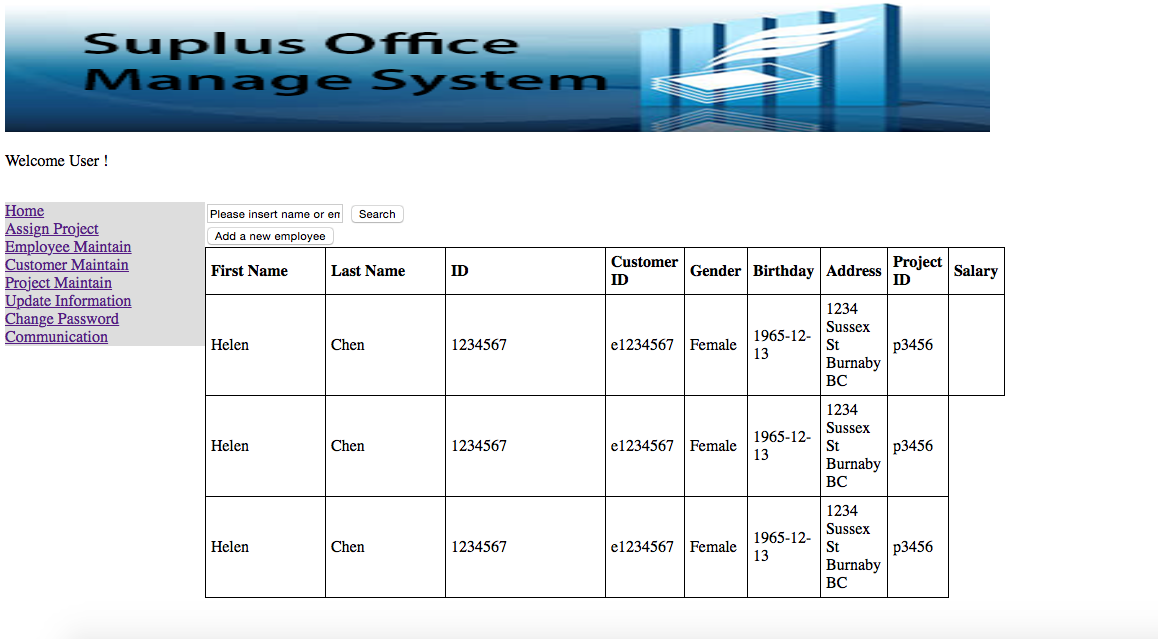 Suplus Office
Manage System
Welcome User !
Home
Assign Project
Employee Maintain
Customer Maintain
Project Maintain
Update Information
Change Password
Communication
Please insert name or em
Search
Add a new employee
First Name Last Name ID Customer ID Gender Birthday Address Project ID Salary
Helen Chen 1234567 e1234567 Female 1965-12-13 1234 Sussex St Burnaby BC p3456
Helen Chen 1234567 e1234567 Female 1965-12-13 1234 Sussex St Burnaby BC p3456
Helen Chen 1234567 e1234567 Female 1965-12-13 1234 Sussex St Burnaby BC p3456